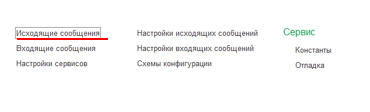 Исходящие сообщения
Входящие сообщения
Настройки сервисов
Настройки исходящих сообщений
Настройки входящих сообщений
Схемы конфигурации
Сервис
Константы
Отладка